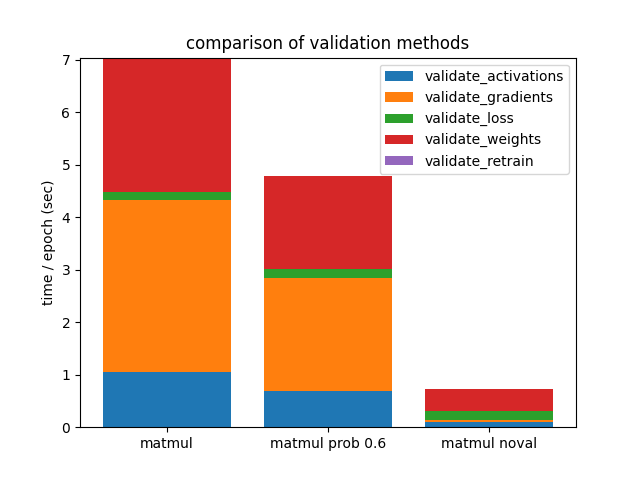 comparison of validation methods
7
6
5
4
3
2
1
0
time / epoch (sec)
validate_activations
validate_gradients
validate_loss
validate_weights
validate_retrain
matmul
matmul prob 0.6
matmul noval